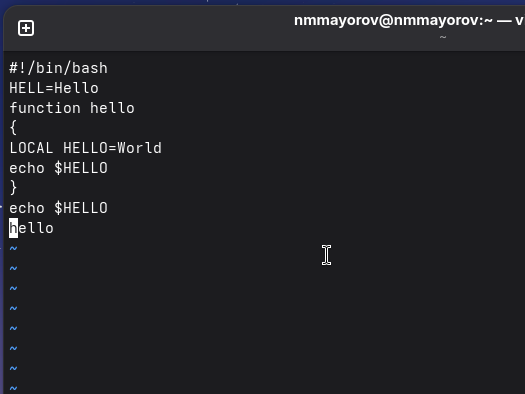 nmmayorov@nmmayorov:~ — v
~
#!/bin/bash
HELL=Hello
function hello
{
LOCAL HELLO=World
echo $HELLO
}
echo $HELLO
hello
~
~
~
~
~
~
~
~